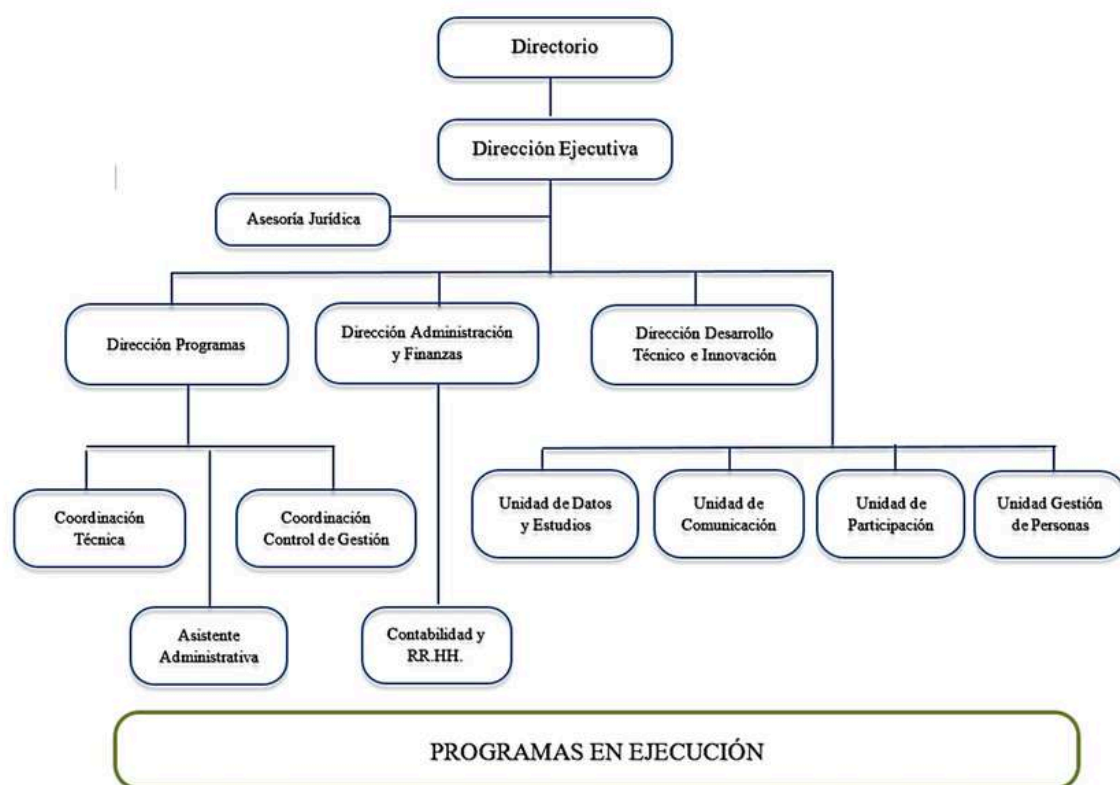 Directorio
Dirección Ejecutiva
Asesoría Jurídica
Dirección Programas
Dirección Administración
y Finanzas
Dirección Desarrollo
Técnico e Innovación
Coordinación
Técnica
Coordinación
Control de Gestión
Unidad de Datos
y Estudios
Unidad de
Comunicación
Unidad de
Participación
Unidad Gestión
de Personas
Asistente
Administrativa
Contabilidad y
RR.HH.
PROGRAMAS EN EJECUCIÓN